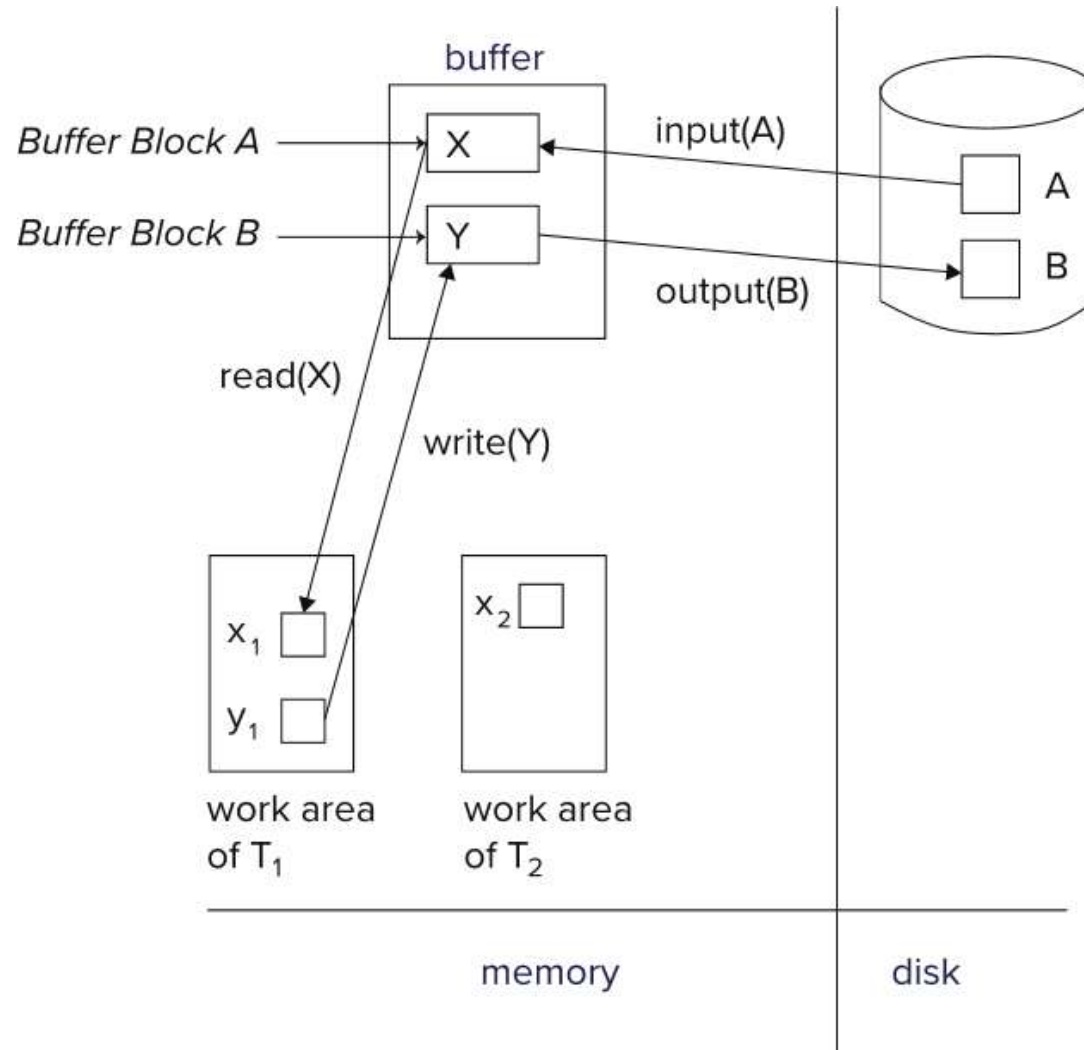 buffer
Buffer Block A
X
input(A)
A
Buffer Block B
Y
B
output(B)
read(X)
write(Y)
x₂
x₁
y₁
work area
of T₁
work area
of T₂
memory
disk